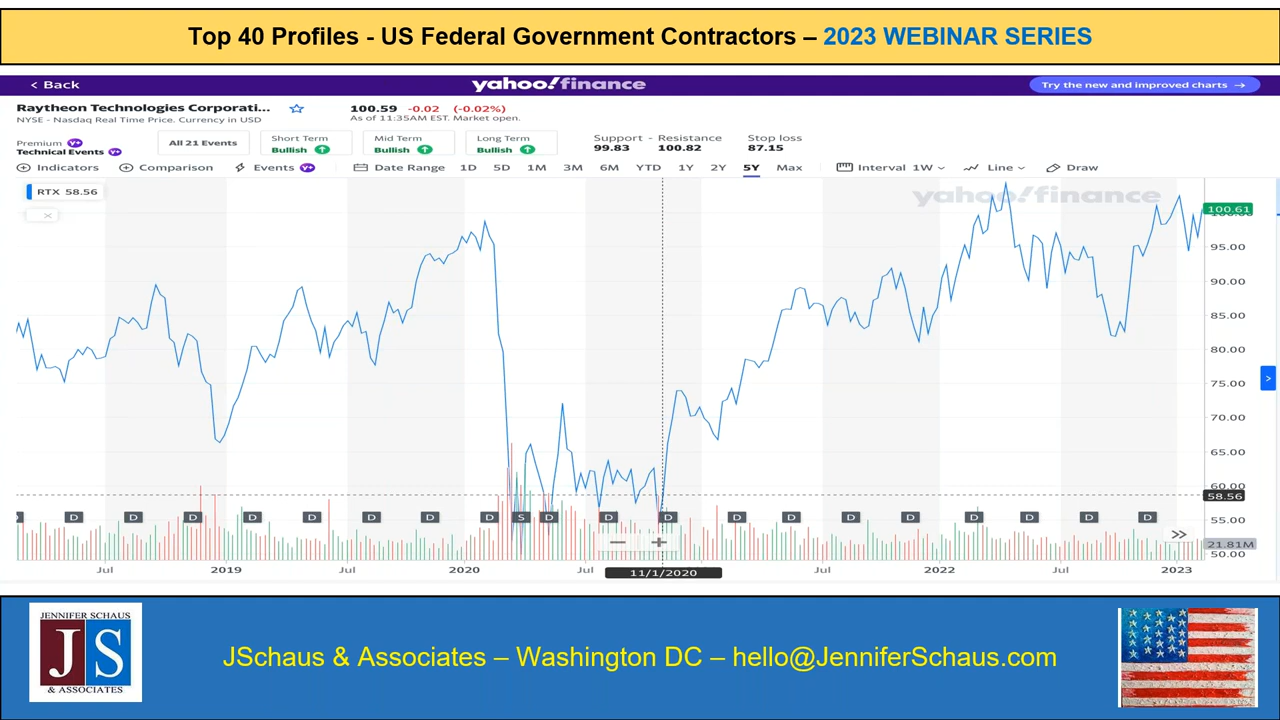 Top 40 Profiles - US Federal Government Contractors – 2023 WEBINAR SERIES
< Back
yahoo!finance
Try the new and improved charts →
Raytheon Technologies Corporati...
100.59 -0.02 (-0.02%)
NYSE - Nasdaq Real Time Price. Currency in USD
As of 11:35AM EST. Market open.
Premium Y+
Technical Events Y+
All 21 Events
Short Term
Bullish
Mid Term
Bullish
Long Term
Bullish
Support - Resistance
99.83 100.82
Stop loss
87.15
Indicators Comparison Events Y+ Date Range 1D 5D 1M 3M 6M YTD 1Y 2Y 5Y Max Interval 1W Line Draw
RTX 58.56
yahoo!finance
100.61
95.00
90.00
85.00
80.00
75.00
70.00
65.00
60.00
58.56
55.00
D D D D D D D D S D D D D D D D D D D D
21.81M
50.00
Jul 2019 Jul 2020 Jul 11/1/2020 Jul 2022 Jul 2023
JENNIFER SCHAUS
JS
& ASSOCIATES
JSchaus & Associates – Washington DC – hello@JenniferSchaus.com